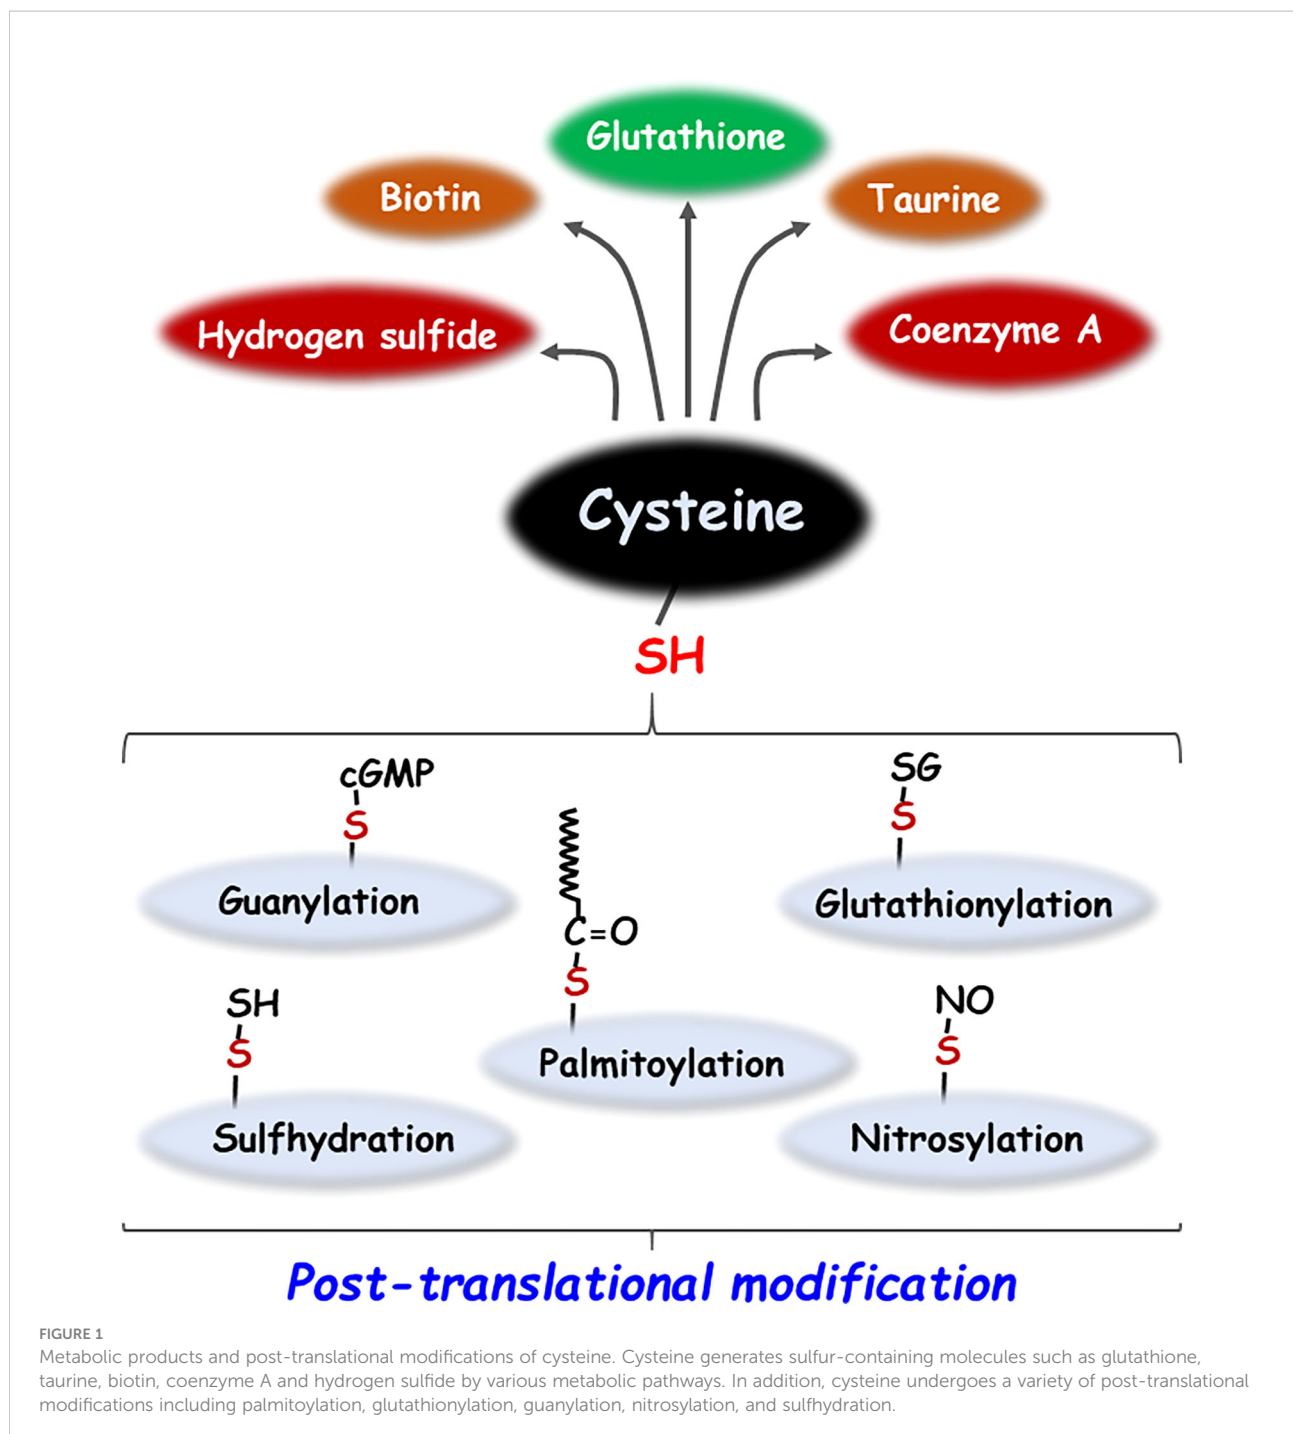 Glutathione
Biotin
Taurine
Hydrogen sulfide
Coenzyme A
Cysteine
SH
cGMP
S
Guanylation
C=O
S
Palmitoylation
SG
S
Glutathionylation
SH
S
Sulfhydration
NO
S
Nitrosylation
Post-translational modification
FIGURE 1
Metabolic products and post-translational modifications of cysteine. Cysteine generates sulfur-containing molecules such as glutathione,
taurine, biotin, coenzyme A and hydrogen sulfide by various metabolic pathways. In addition, cysteine undergoes a variety of post-translational
modifications including palmitoylation, glutathionylation, guanylation, nitrosylation, and sulfhydration.